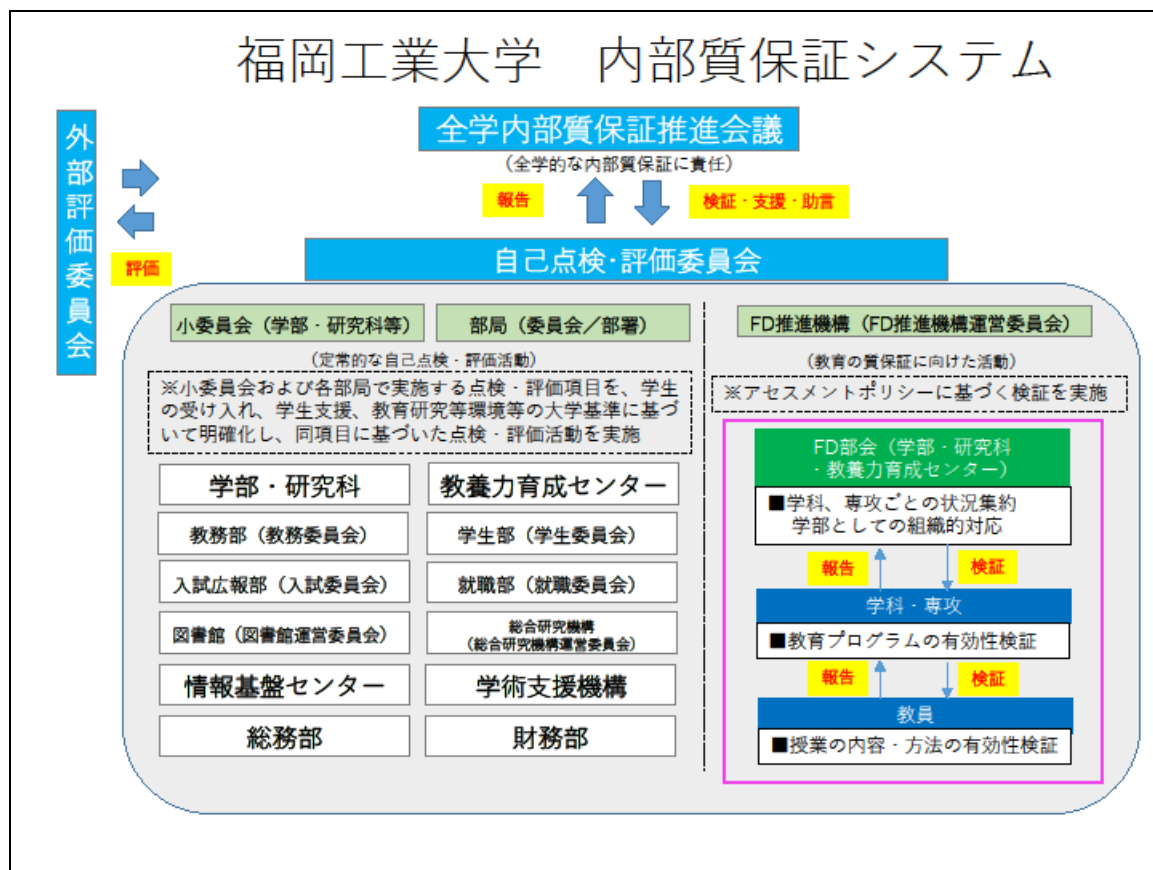 福岡工業大学　内部質保証システム
外部評価委員会
評価
全学内部質保証推進会議
(全学的な内部質保証に責任)
報告
検証・支援・助言
自己点検・評価委員会
小委員会（学部・研究科等）
部局（委員会／部署）
(定常的な自己点検・評価活動)
※小委員会および各部局で実施する点検・評価項目を、学生
の受け入れ、学生支援、教育研究等環境等の大学基準に基づ
いて明確化し、同項目に基づいた点検・評価活動を実施
学部・研究科
教養力育成センター
教務部（教務委員会）
学生部（学生委員会）
入試広報部（入試委員会）
就職部（就職委員会）
図書館（図書館運営委員会）
総合研究機構
(総合研究機構運営委員会)
情報基盤センター
学術支援機構
総務部
財務部
FD推進機構（FD推進機構運営委員会）
(教育の質保証に向けた活動)
※アセスメントポリシーに基づく検証を実施
FD部会（学部・研究科
・教養力育成センター）
■学科、専攻ごとの状況集約
学部としての組織的対応
報告
検証
学科・専攻
■教育プログラムの有効性検証
報告
検証
教員
■授業の内容・方法の有効性検証